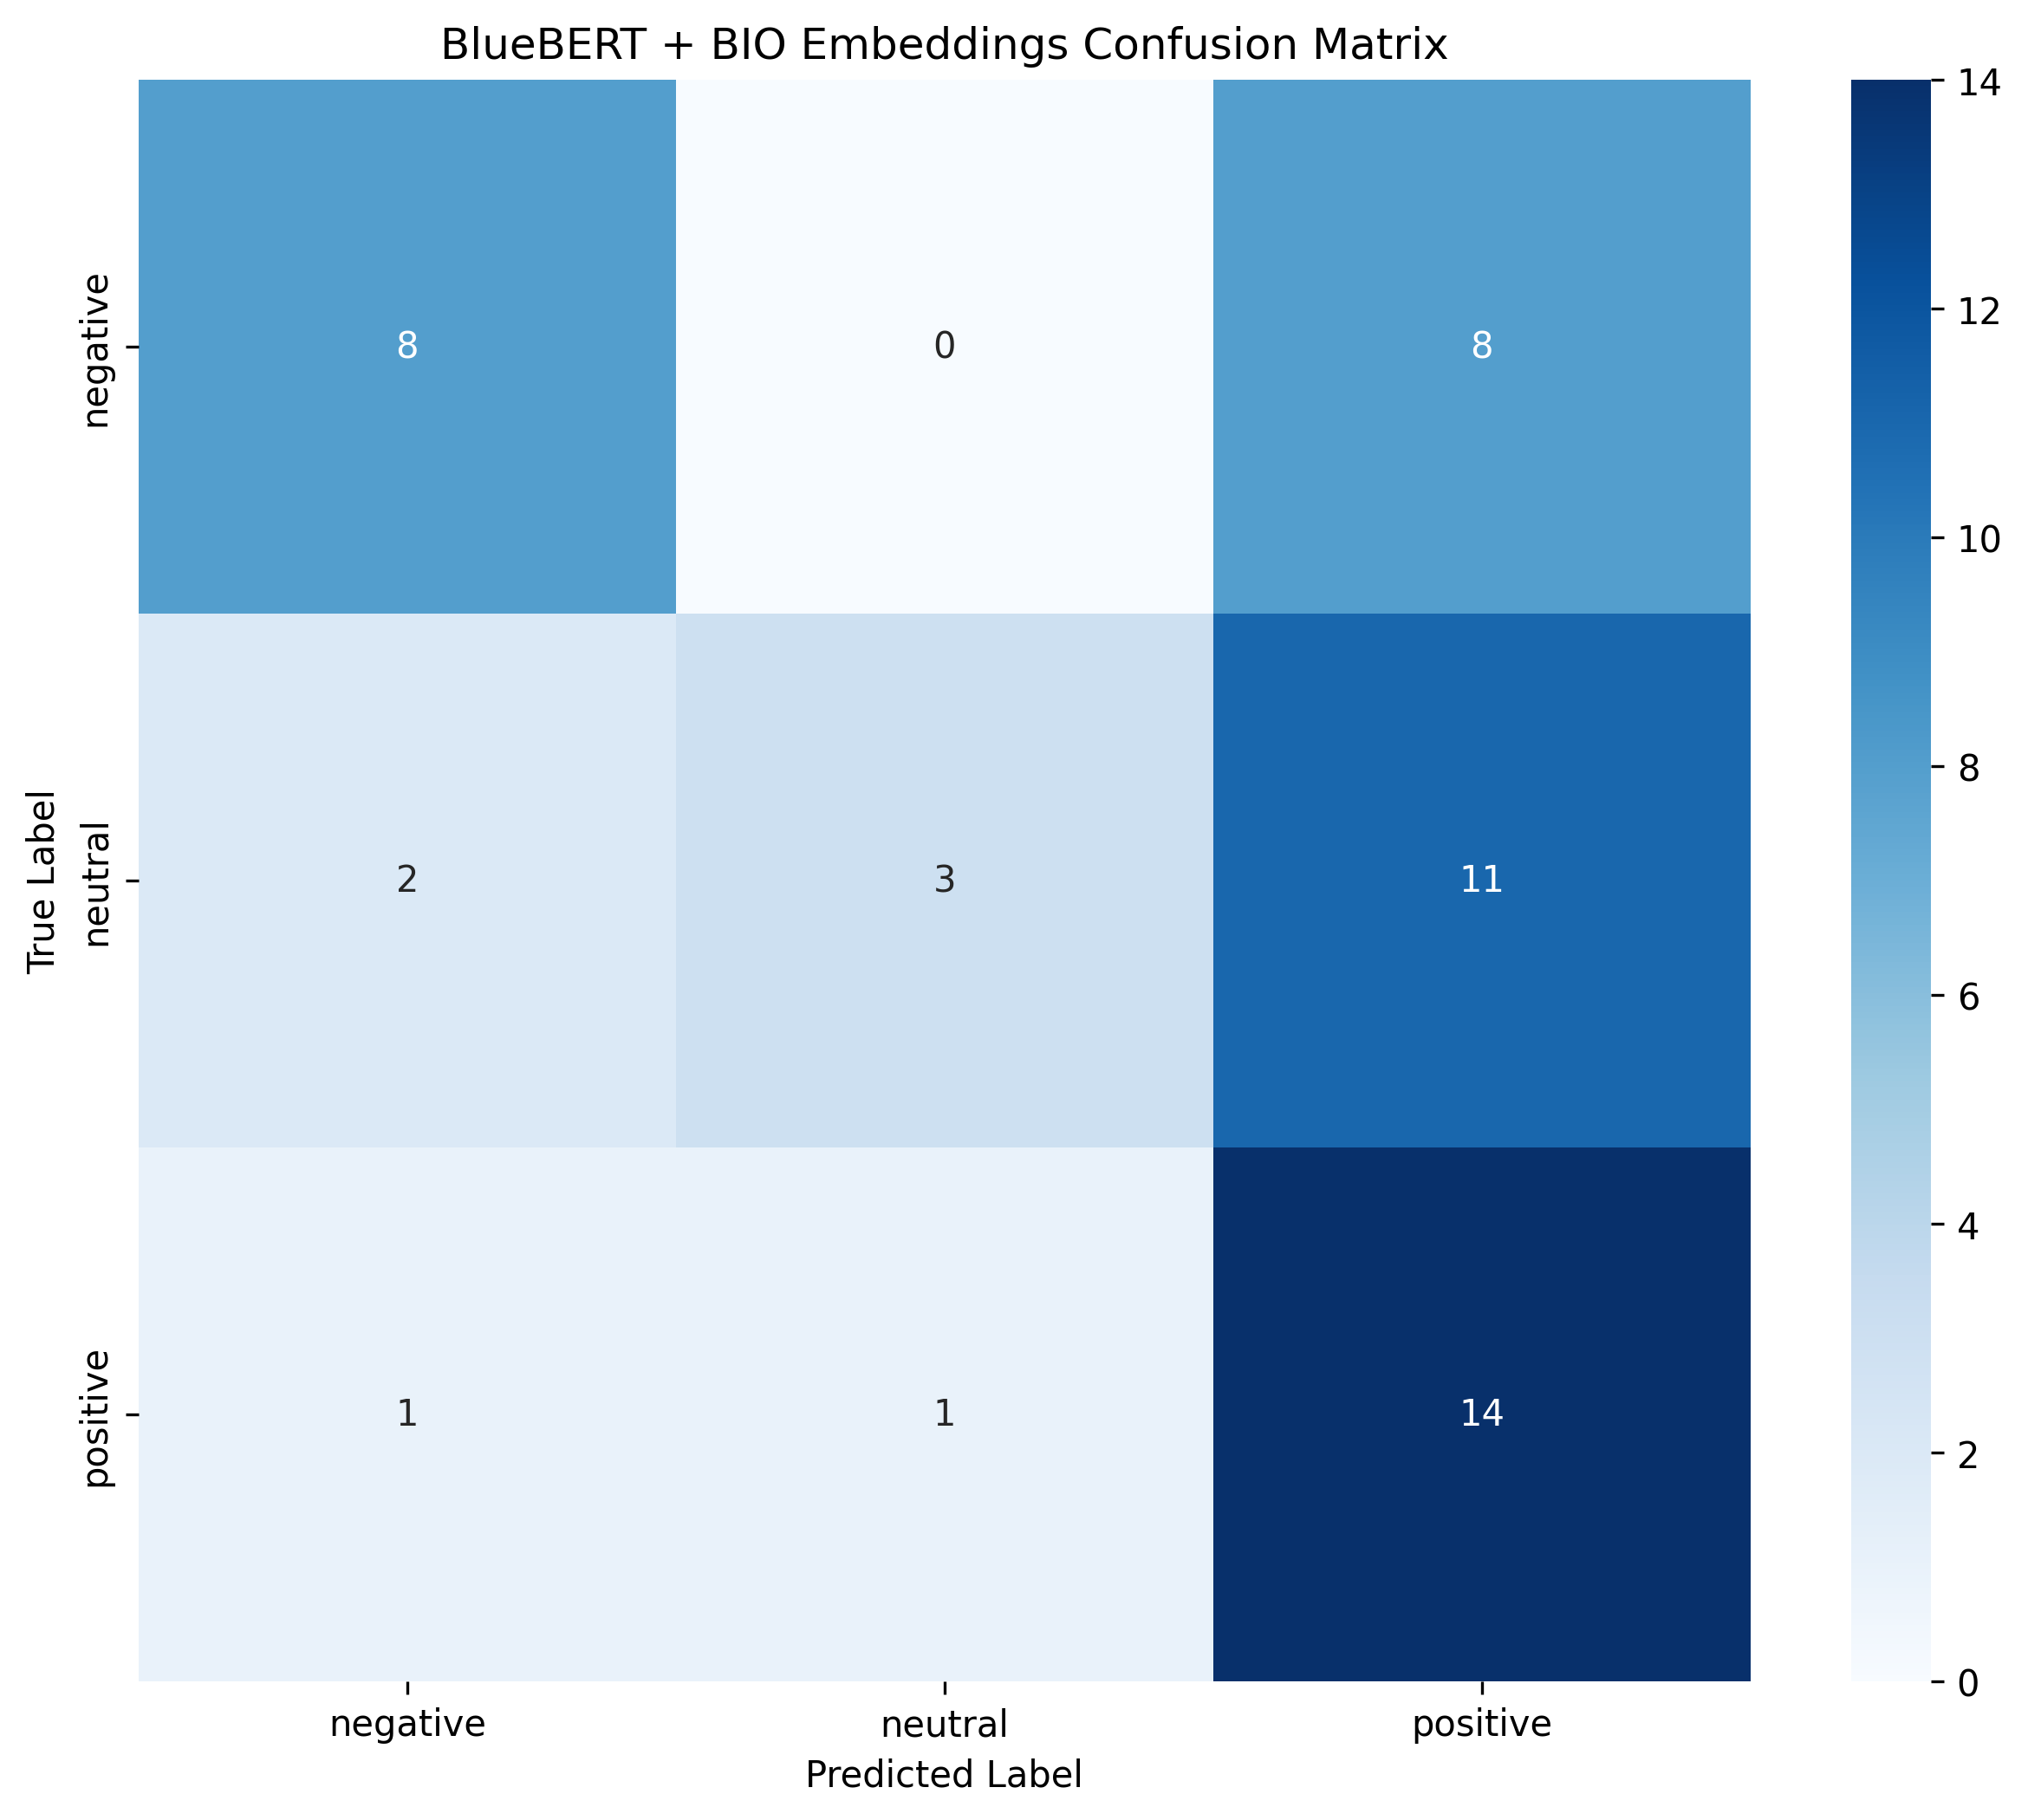 BlueBERT + BIO Embeddings Confusion Matrix
True Label
negative
8 0 8
neutral
2 3 11
positive
1 1 14
negative neutral positive
Predicted Label
14
12
10
8
6
4
2
0